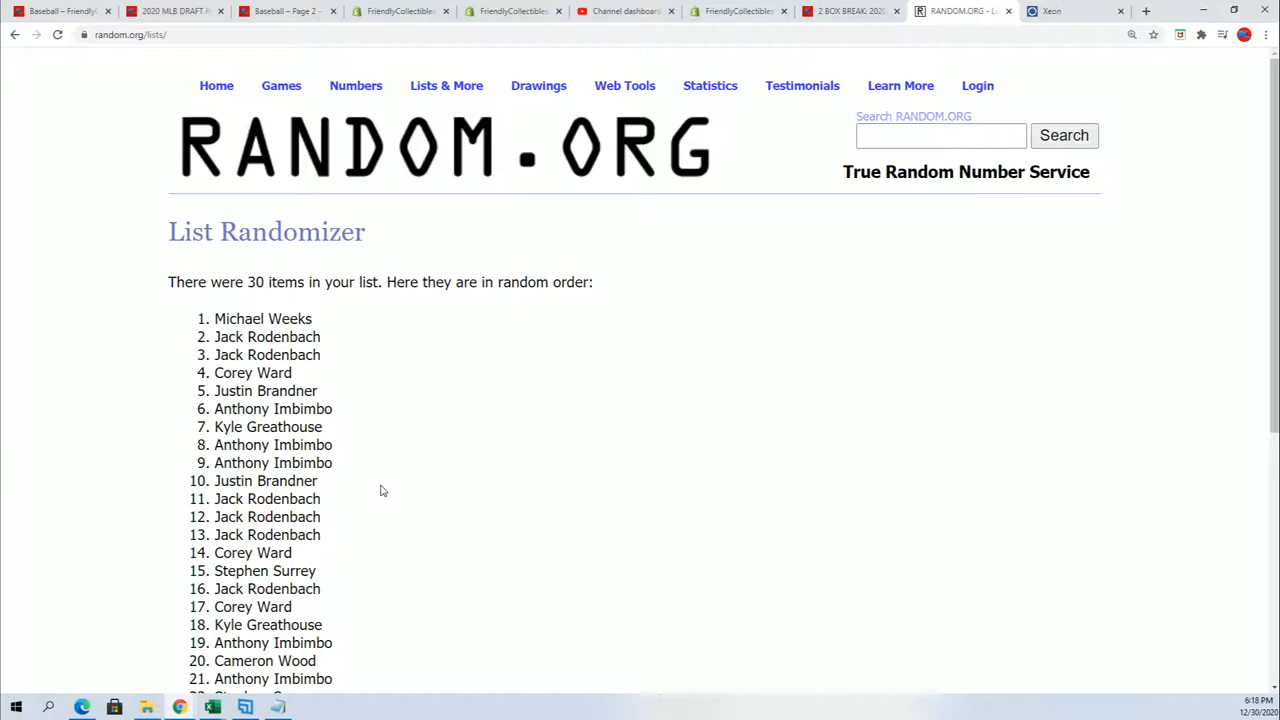 Baseball – Friendly
2020 MLB DRAFT A
Baseball – Page 2 –
FriendlyCollectibles
FriendlyCollectibles
Channel dashboard
FriendlyCollectibles
2 BOX BREAK: 2020
RANDOM.ORG - L
Xeon
random.org/lists/
Home Games Numbers Lists & More Drawings Web Tools Statistics Testimonials Learn More Login
RANDOM.ORG
Search RANDOM.ORG
Search
True Random Number Service
List Randomizer
There were 30 items in your list. Here they are in random order:
1. Michael Weeks
2. Jack Rodenbach
3. Jack Rodenbach
4. Corey Ward
5. Justin Brandner
6. Anthony Imbimbo
7. Kyle Greathouse
8. Anthony Imbimbo
9. Anthony Imbimbo
10. Justin Brandner
11. Jack Rodenbach
12. Jack Rodenbach
13. Jack Rodenbach
14. Corey Ward
15. Stephen Surrey
16. Jack Rodenbach
17. Corey Ward
18. Kyle Greathouse
19. Anthony Imbimbo
20. Cameron Wood
21. Anthony Imbimbo
6:18 PM
12/30/2020